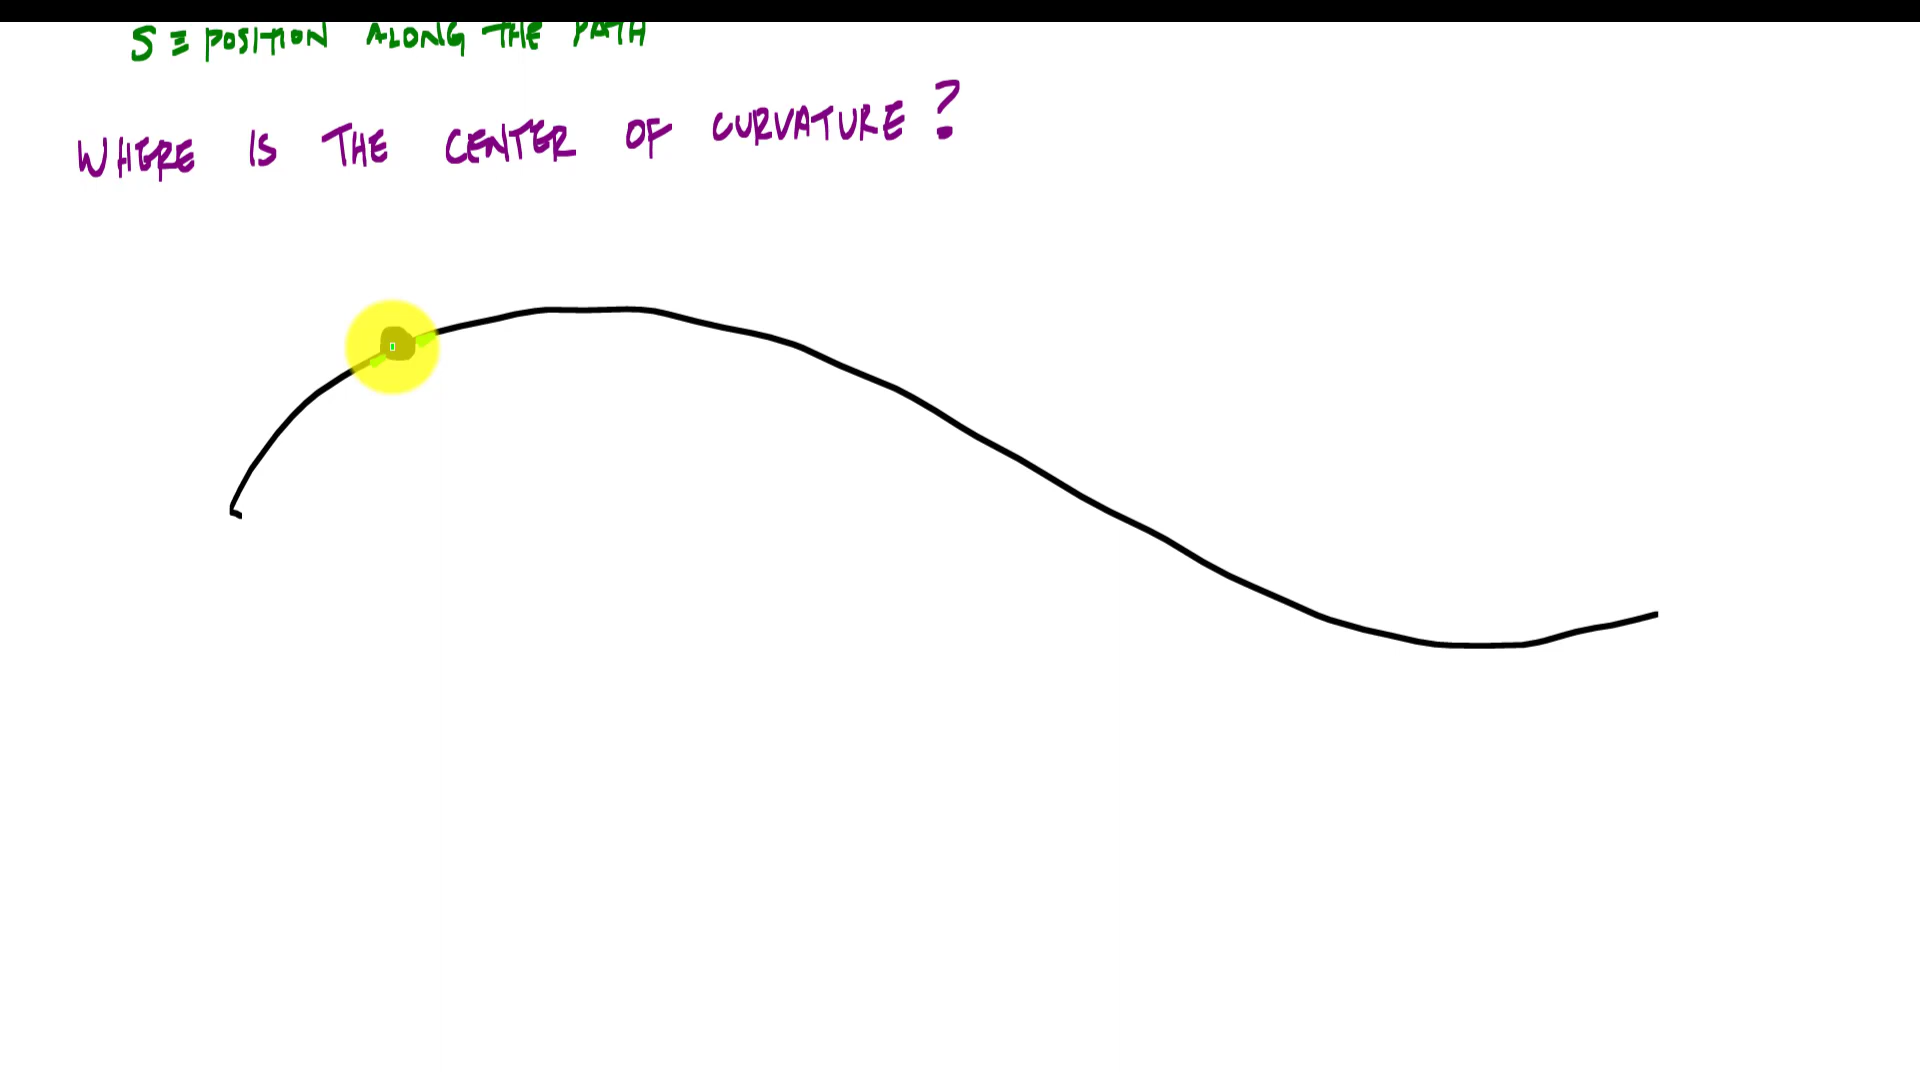 S ≡ POSITION ALONG THE PATH
WHERE IS THE CENTER OF CURVATURE?